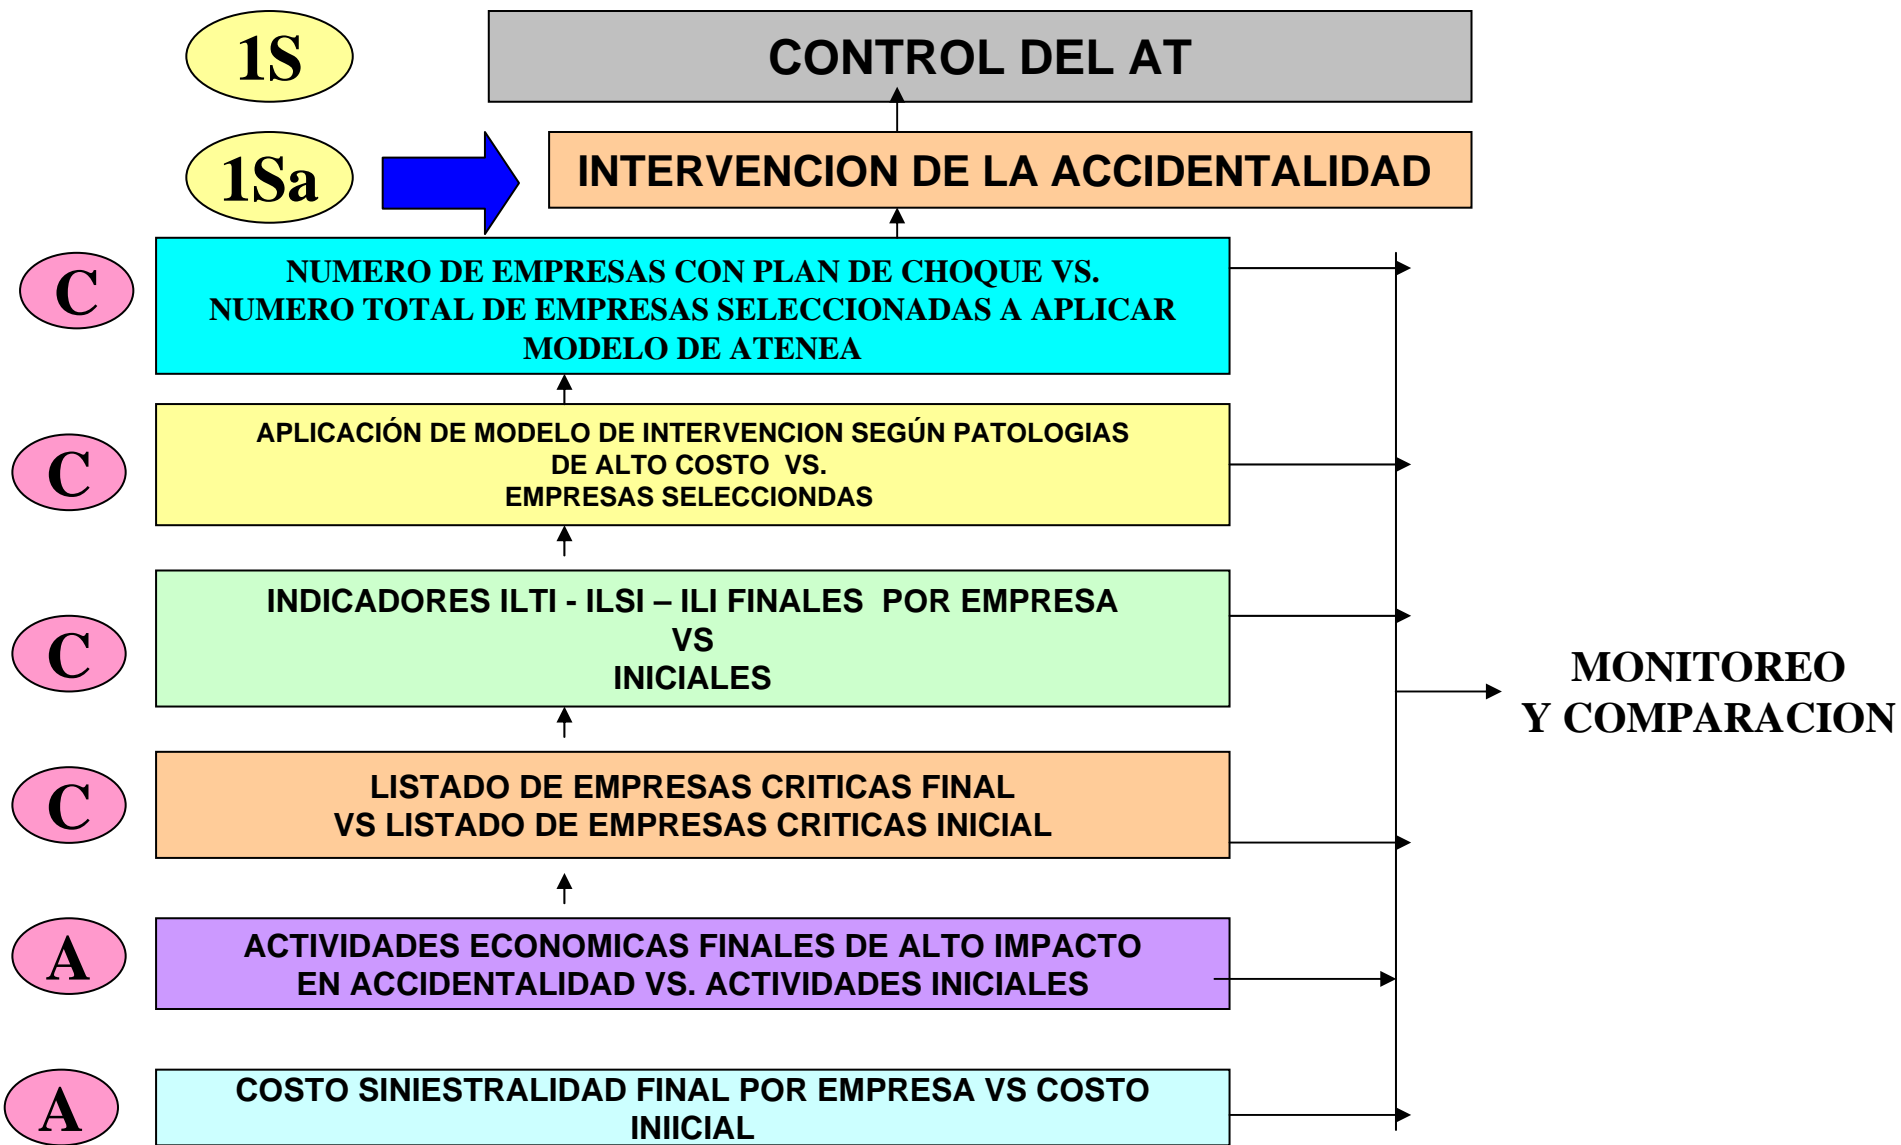 1S
CONTROL DEL AT
1Sa
INTERVENCION DE LA ACCIDENTALIDAD
C
NUMERO DE EMPRESAS CON PLAN DE CHOQUE VS.
NUMERO TOTAL DE EMPRESAS SELECCIONADAS A APLICAR
MODELO DE ATENEA
C
APLICACIÓN DE MODELO DE INTERVENCION SEGÚN PATOLOGIAS
DE ALTO COSTO VS.
EMPRESAS SELECCIONDAS
C
INDICADORES ILTI - ILSI – ILI FINALES POR EMPRESA
VS
INICIALES
MONITOREO
Y COMPARACION
C
LISTADO DE EMPRESAS CRITICAS FINAL
VS LISTADO DE EMPRESAS CRITICAS INICIAL
A
ACTIVIDADES ECONOMICAS FINALES DE ALTO IMPACTO
EN ACCIDENTALIDAD VS. ACTIVIDADES INICIALES
A
COSTO SINIESTRALIDAD FINAL POR EMPRESA VS COSTO
INIICIAL